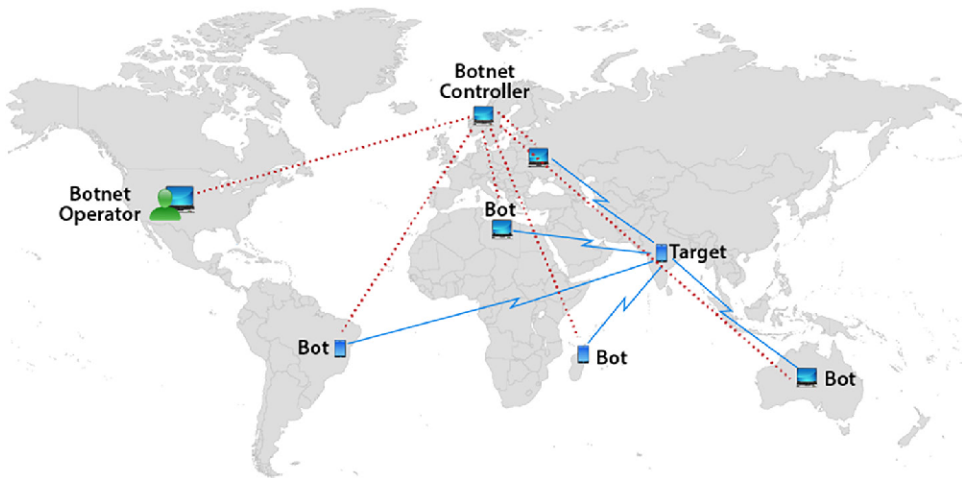 Botnet
Controller
Botnet
Operator
Bot
Target
Bot
Bot
Bot